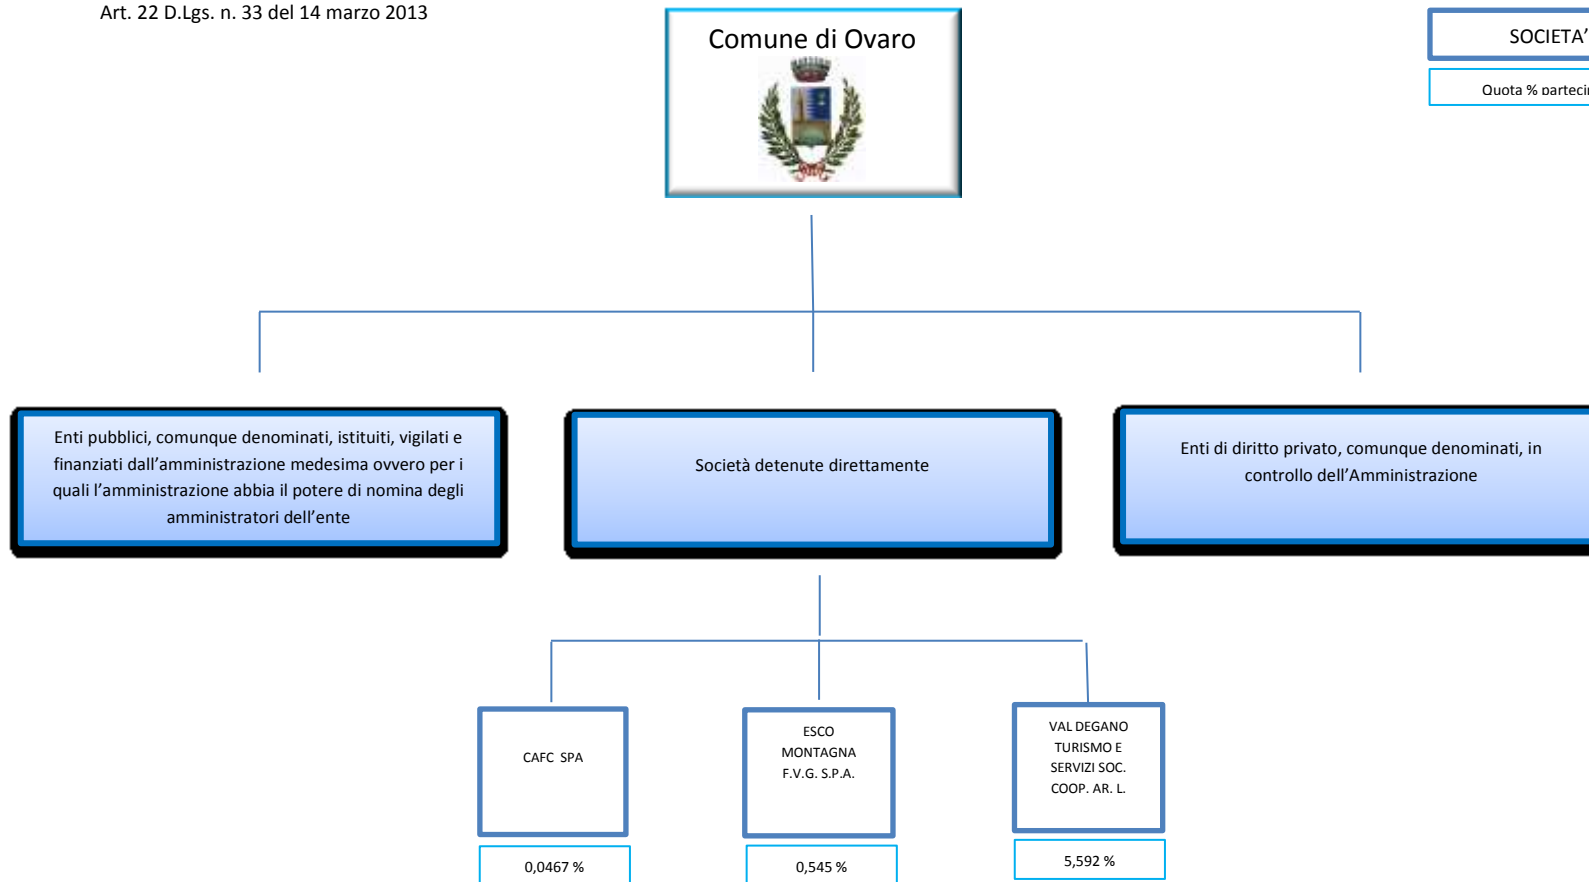 Art. 22 D.Lgs. n. 33 del 14 marzo 2013
Comune di Ovaro
SOCIETA’
Quota %
Enti pubblici, comunque denominati, istituiti, vigilati e
finanziati dall’amministrazione medesima ovvero per i
quali l’amministrazione abbia il potere di nomina degli
amministratori dell’ente
Società detenute direttamente
Enti di diritto privato, comunque denominati, in
controllo dell’Amministrazione
CAFC SPA
0,0467 %
ESCO
MONTAGNA
F.V.G. S.P.A.
0,545 %
VAL DEGANO
TURISMO E
SERVIZI SOC.
COOP. AR. L.
5,592 %